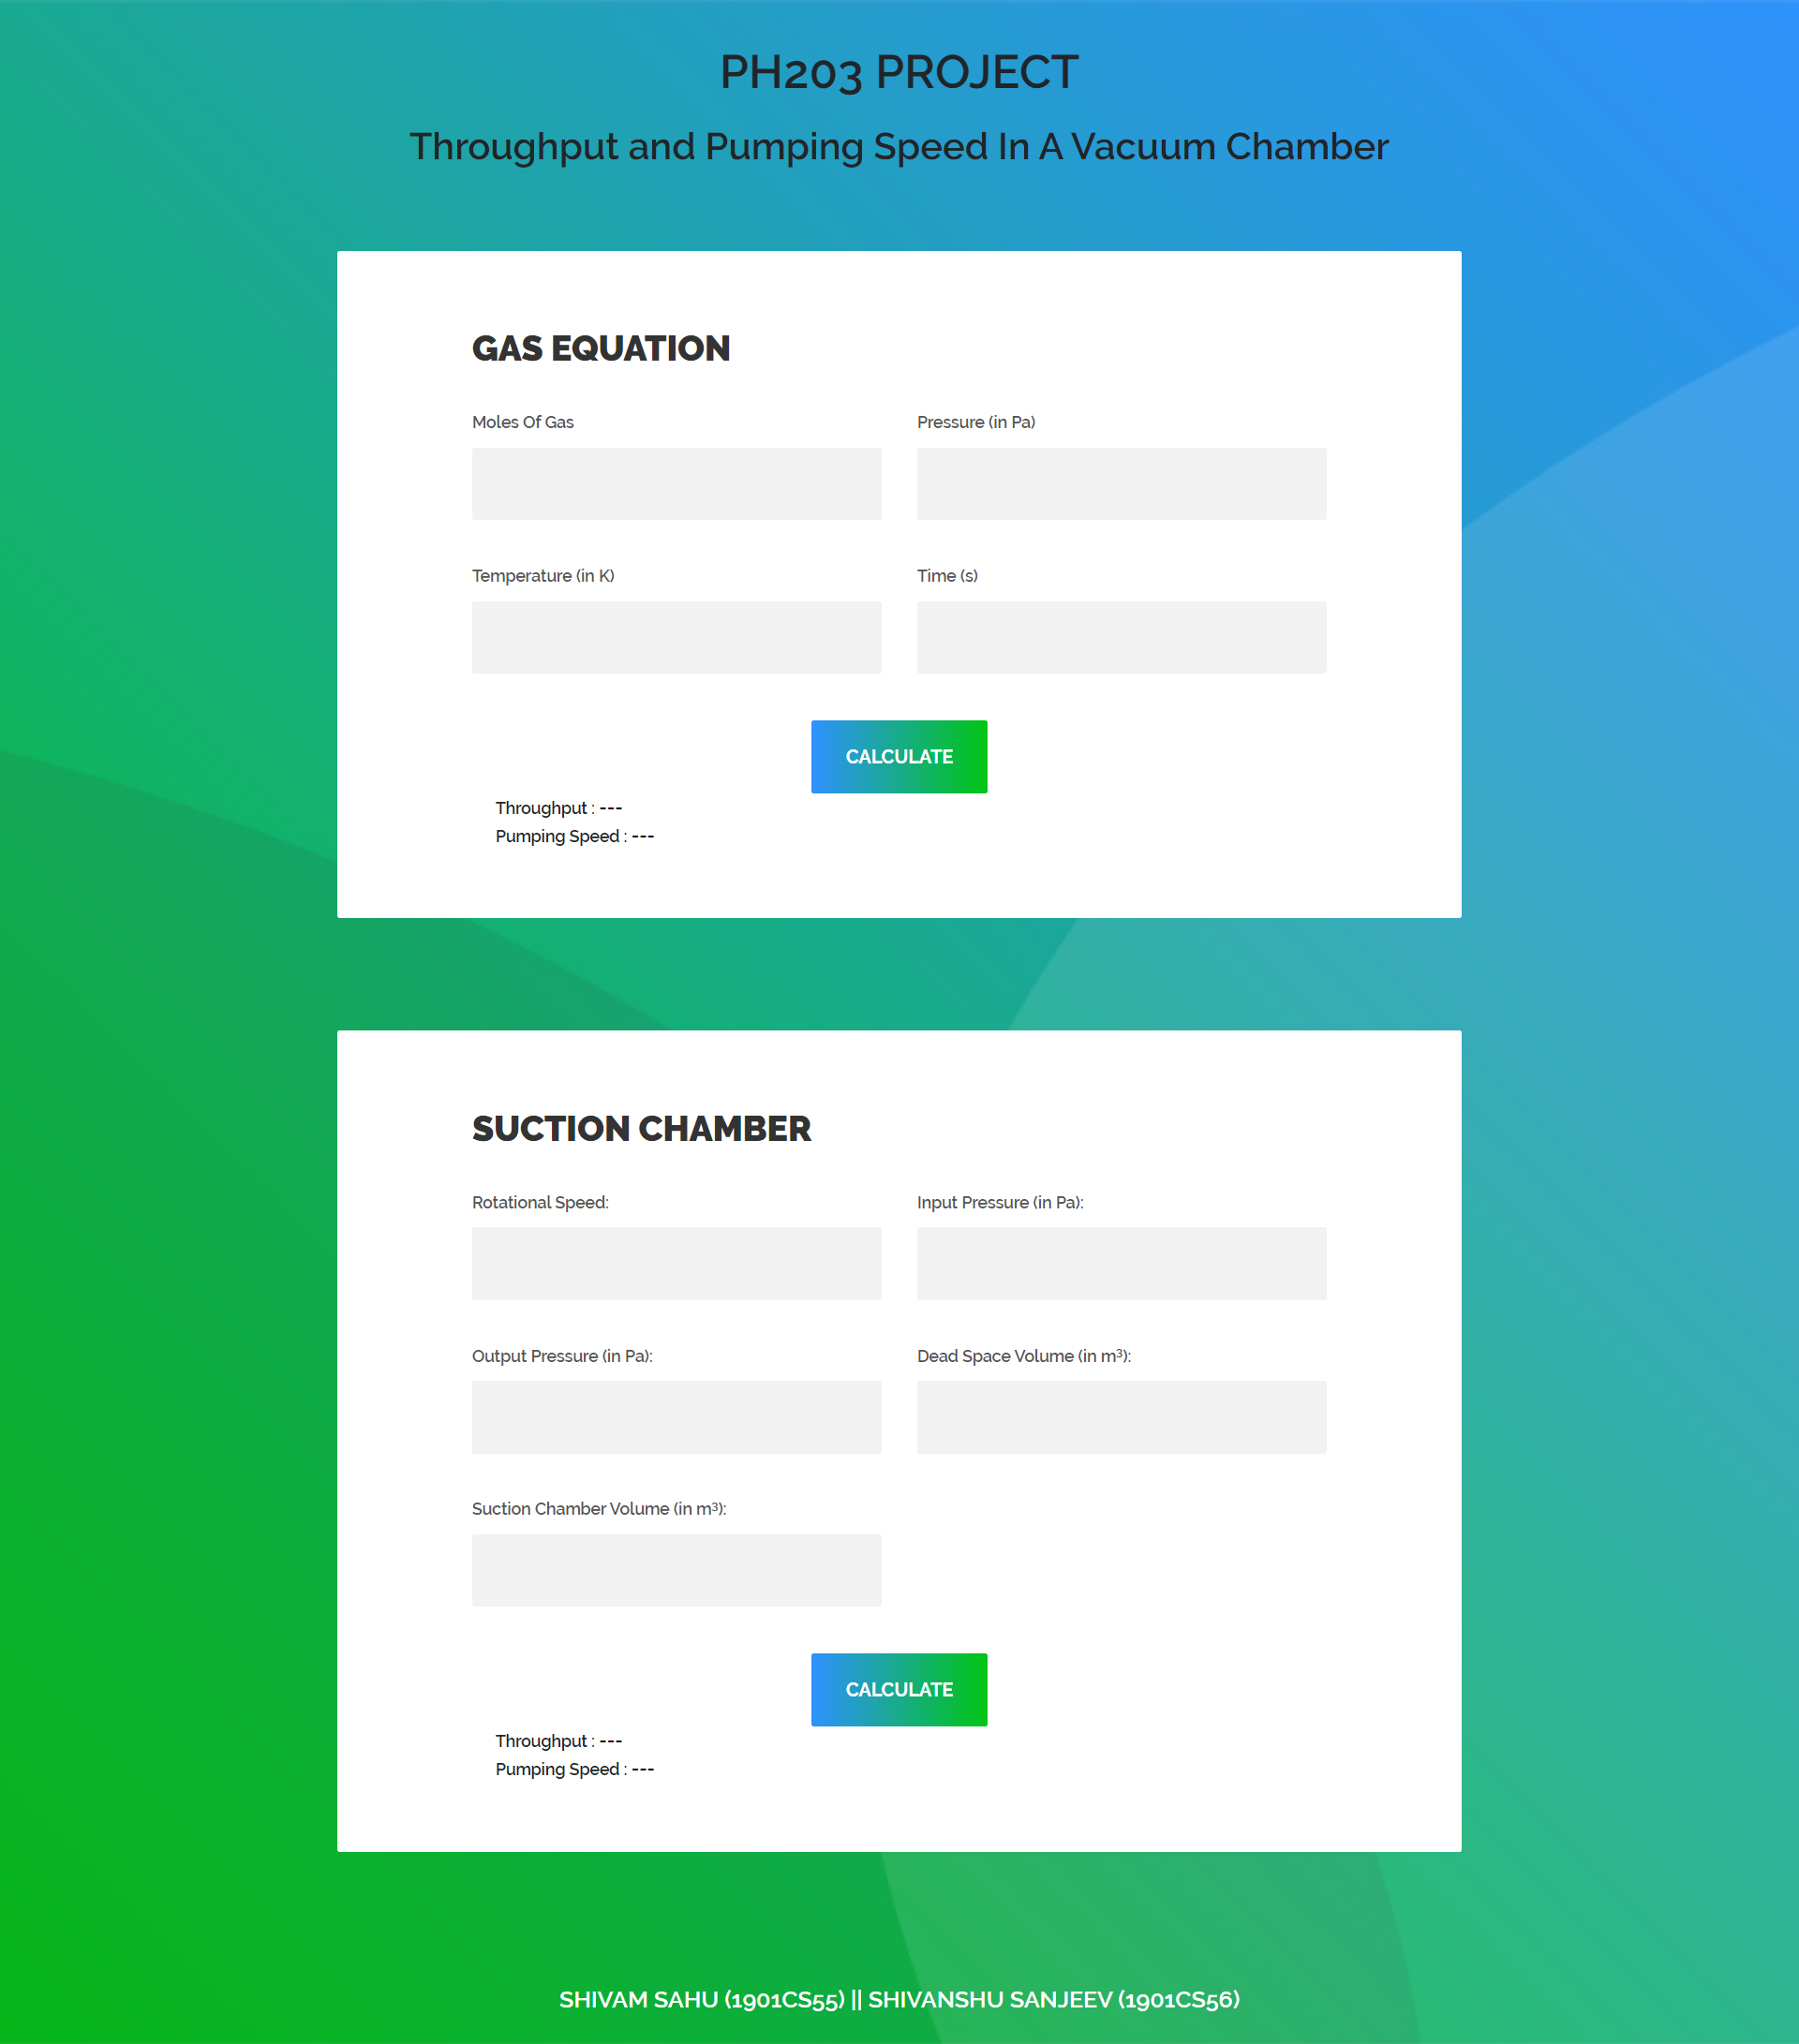 PH203 PROJECT
Throughput and Pumping Speed In A Vacuum Chamber
GAS EQUATION
Moles Of Gas
Pressure (in Pa)
Temperature (in K)
Time (s)
CALCULATE
Throughput : ---
Pumping Speed : ---
SUCTION CHAMBER
Rotational Speed:
Input Pressure (in Pa):
Output Pressure (in Pa):
Dead Space Volume (in m³):
Suction Chamber Volume (in m³):
CALCULATE
Throughput : ---
Pumping Speed : ---
SHIVAM SAHU (1901CS55) || SHIVANSHU SANJEEV (1901CS56)